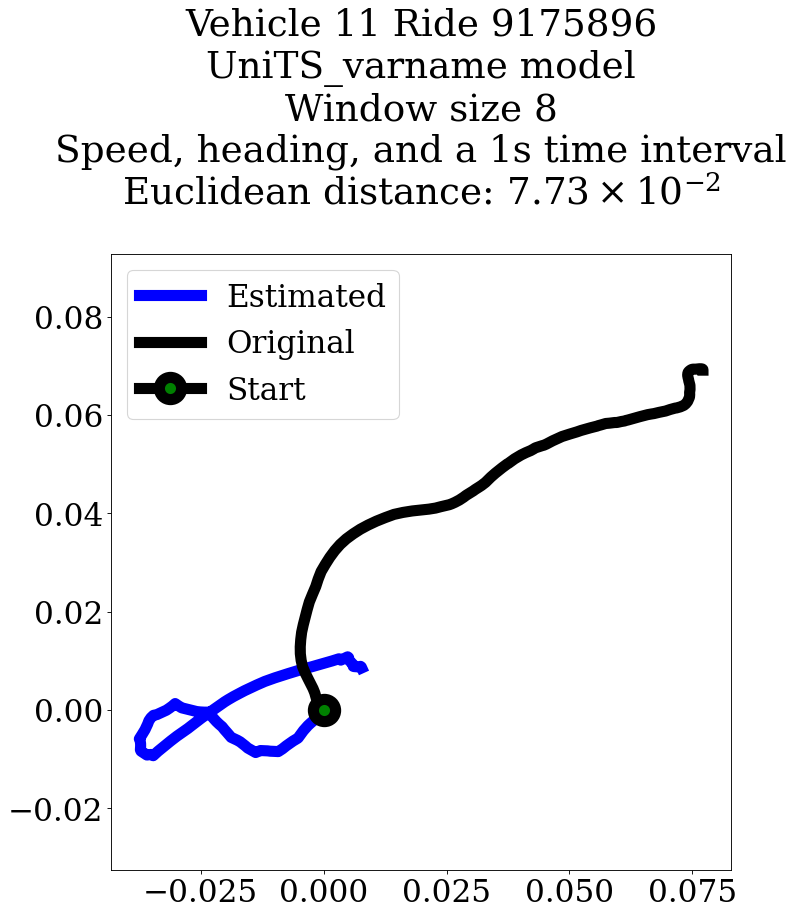 Vehicle 11 Ride 9175896
UniTS_varname model
Window size 8
Speed, heading, and a 1s time interval
Euclidean distance: $7.73 \times 10^{-2}$
Estimated
Original
Start
0.08
0.06
0.04
0.02
0.00
−0.02
−0.025 0.000 0.025 0.050 0.075